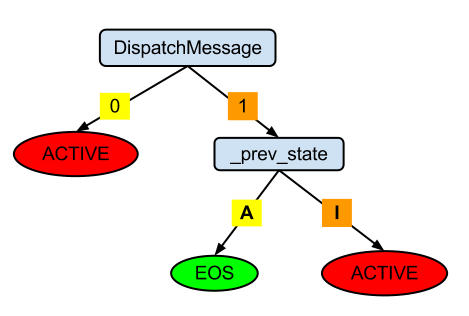 DispatchMessage
0
1
ACTIVE
_prev_state
A
I
EOS
ACTIVE